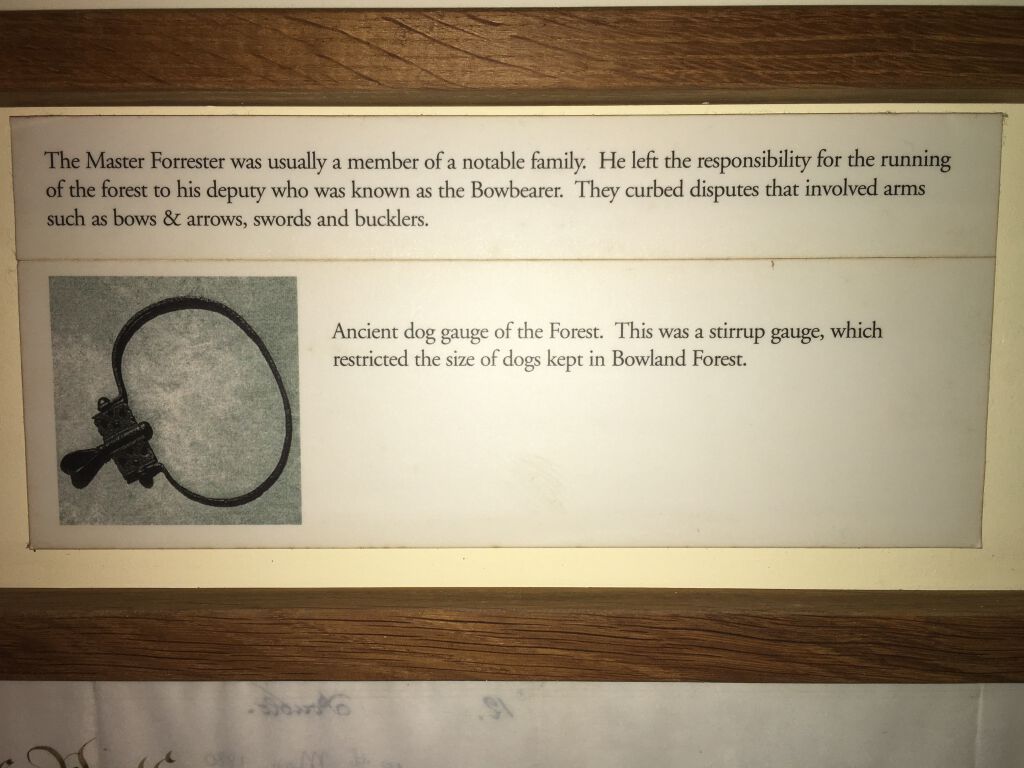 The Master Forrester was usually a member of a notable family. He left the responsibility for the running
of the forest to his deputy who was known as the Bowbearer. They curbed disputes that involved arms
such as bows & arrows, swords and bucklers.
Ancient dog gauge of the Forest. This was a stirrup gauge, which
restricted the size of dogs kept in Bowland Forest.